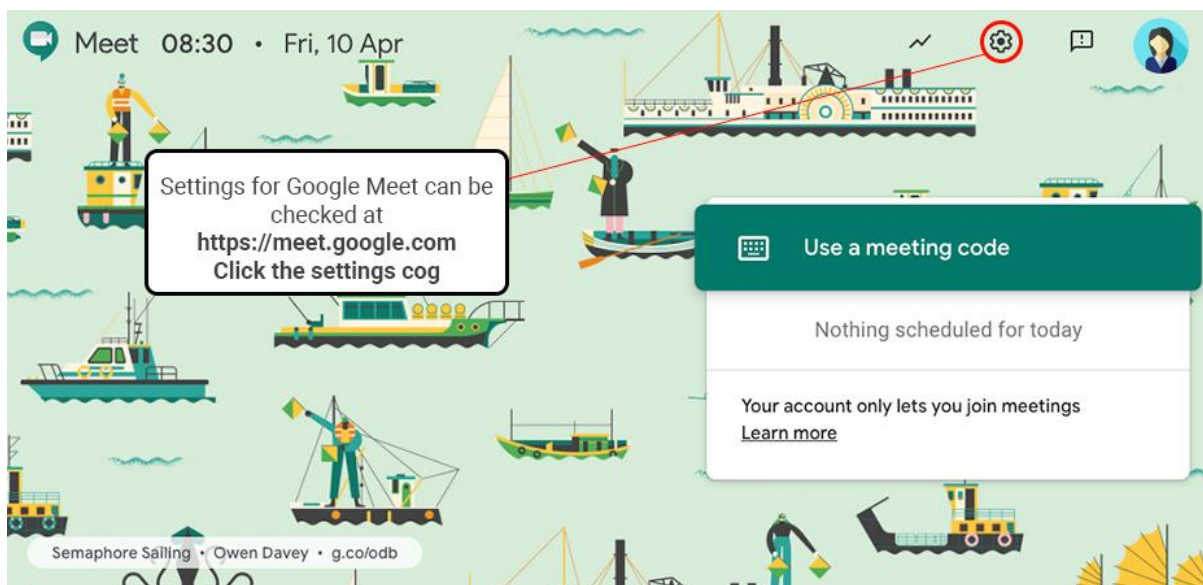 Meet 08:30 • Fri, 10 Apr
Settings for Google Meet can be
checked at
https://meet.google.com
Click the settings cog
Use a meeting code
Nothing scheduled for today
Your account only lets you join meetings
Learn more
Semaphore Sailing • Owen Davey • g.co/odb